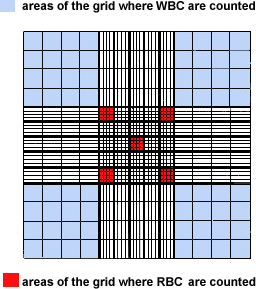 areas of the grid where WBC are counted
areas of the grid where RBC are counted